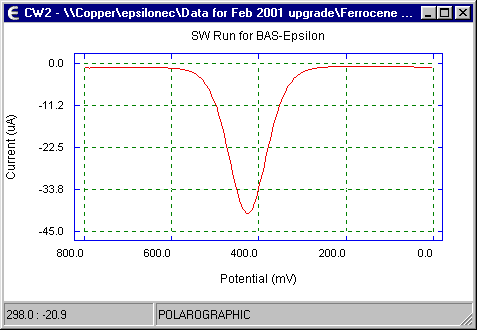 CW2 - \\Copper\epsilonec\Data for Feb 2001 upgrade\Ferrocene ...
SW Run for BAS-Epsilon
0.0
-11.2
-22.5
-33.8
-45.0
Current (uA)
800.0 600.0 400.0 200.0 0.0
Potential (mV)
298.0 : -20.9 POLAROGRAPHIC